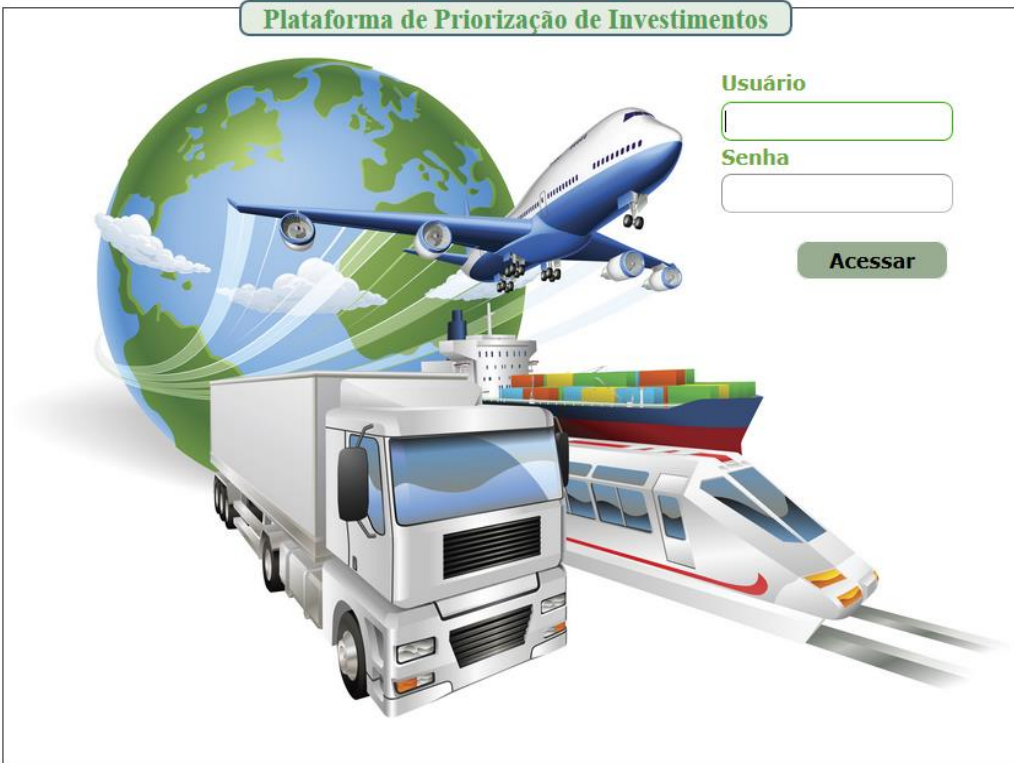 Plataforma de Priorização de Investimentos
Usuário
Senha
Acessar